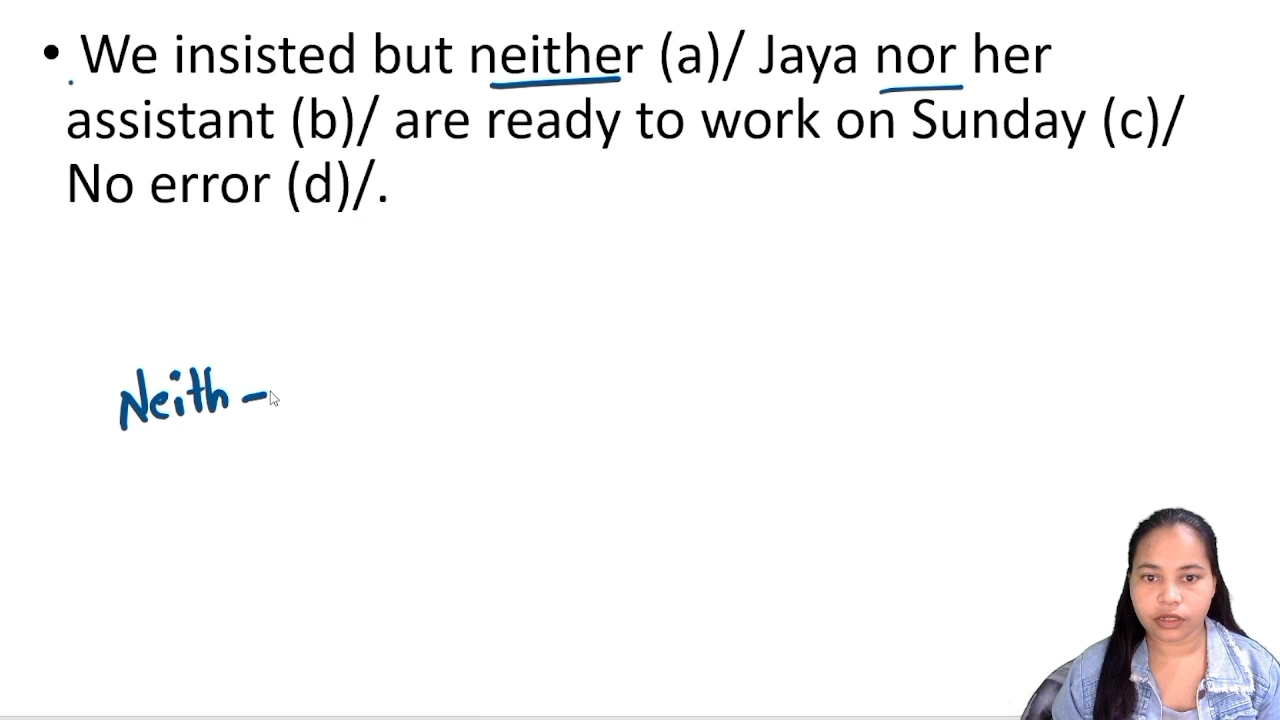 • We insisted but neither (a)/ Jaya nor her
assistant (b)/ are ready to work on Sunday (c)/
No error (d)/.
Neith -